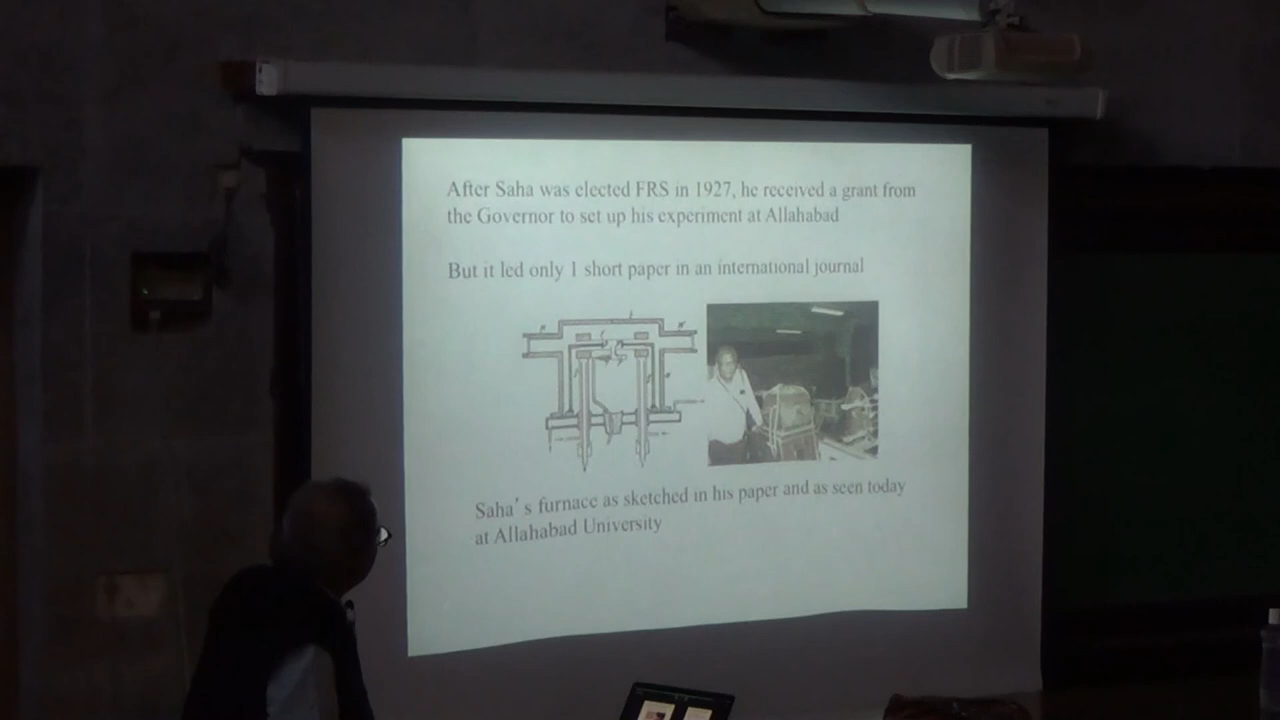 After Saha was elected FRS in 1927, he received a grant from
the Governor to set up his experiment at Allahabad
But it led only 1 short paper in an international journal
Saha's furnace as sketched in his paper and as seen today
at Allahabad University